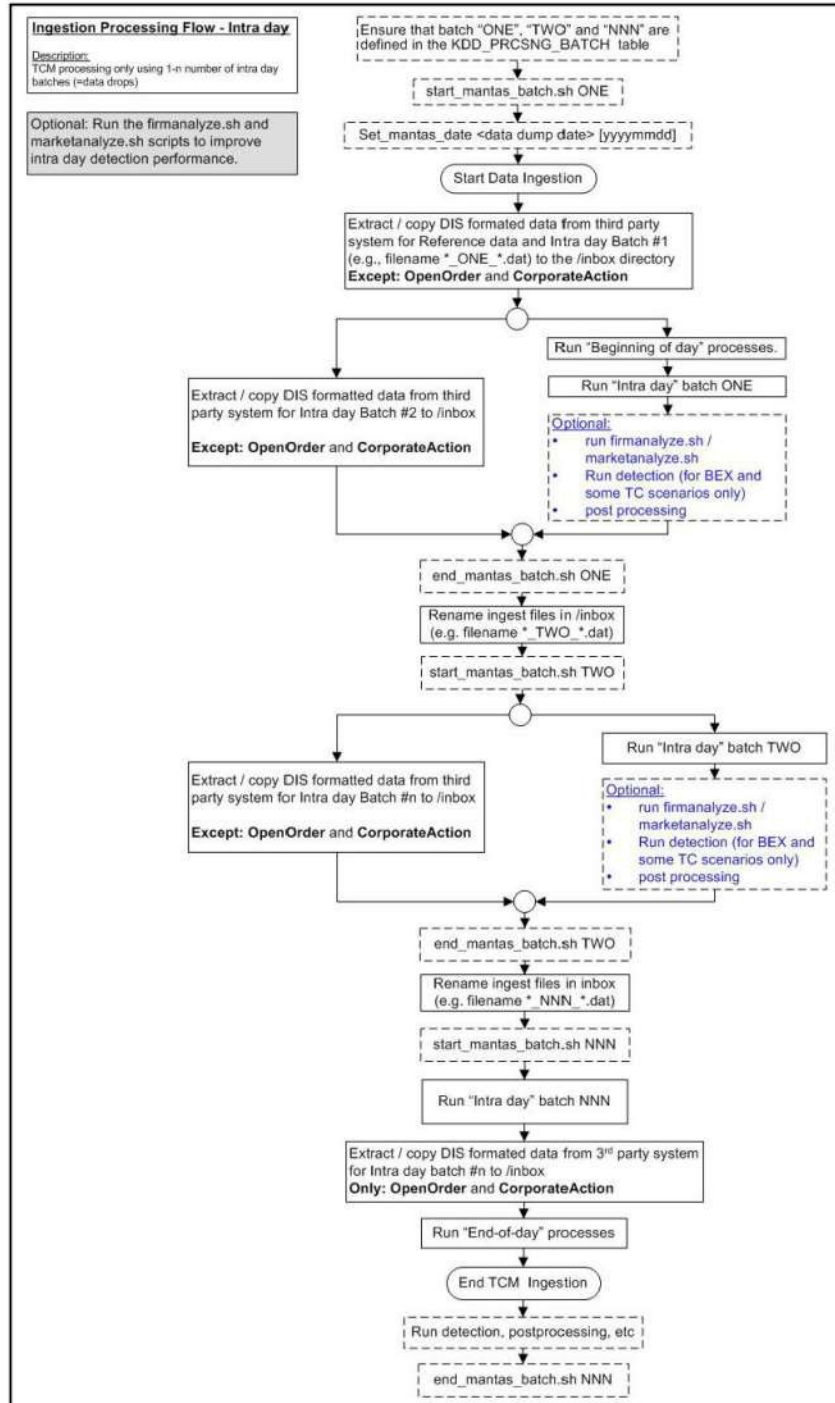 Ingestion Processing Flow - Intra day
Description:
TCM processing only using 1-n number of intra day
batches (=data drops)
Optional: Run the firmanalyze.sh and
marketanalyze.sh scripts to improve
intra day detection performance.
Ensure that batch “ONE”, “TWO” and “NNN” are
defined in the KDD_PRCSNG_BATCH table
start_mantas_batch.sh ONE
Set_mantas_date <data dump date> [yyyymmdd]
Start Data Ingestion
Extract / copy DIS formated data from third party
system for Reference data and Intra day Batch #1
(e.g., filename *_ONE_*.dat) to the /inbox directory
Except: OpenOrder and CorporateAction
Run “Beginning of day” processes.
Run “Intra day” batch ONE
Extract / copy DIS formatted data from third
party system for Intra day Batch #2 to /inbox
Except: OpenOrder and CorporateAction
Optional:
• run firmanalyze.sh /
marketanalyze.sh
• Run detection (for BEX and
some TC scenarios only)
• post processing
end_mantas_batch.sh ONE
Rename ingest files in /inbox
(e.g. filename *_TWO_*.dat)
start_mantas_batch.sh TWO
Run “Intra day” batch TWO
Extract / copy DIS formatted data from third
party system for Intra day Batch #n to /inbox
Except: OpenOrder and CorporateAction
Optional:
• run firmanalyze.sh /
marketanalyze.sh
• Run detection (for BEX and
some TC scenarios only)
• post processing
end_mantas_batch.sh TWO
Rename ingest files in inbox
(e.g. filename *_NNN_*.dat)
start_mantas_batch.sh NNN
Run “Intra day” batch NNN
Extract / copy DIS formated data from 3rd party system
for Intra day batch #n to /inbox
Only: OpenOrder and CorporateAction
Run “End-of-day” processes
End TCM Ingestion
Run detection, postprocessing, etc
end_mantas_batch.sh NNN